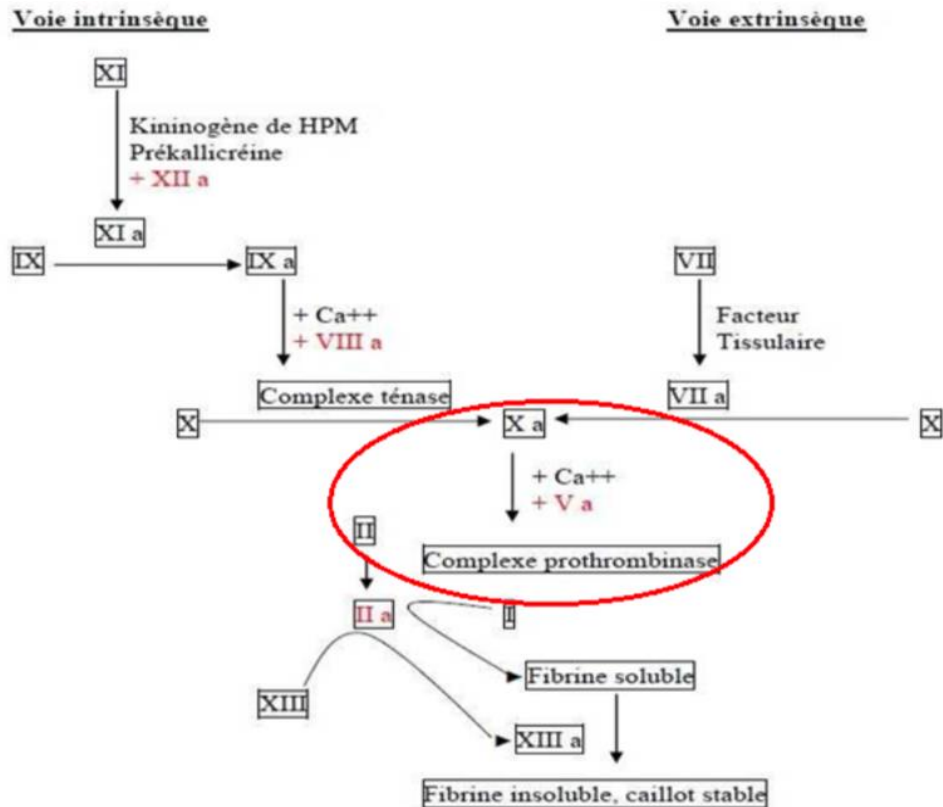 Voie intrinsèque
Voie extrinsèque
XI
Kininogène de HPM
Prékallicréine
+ XII a
XI a
IX
IX a
VII
+ Ca++
+ VIII a
Facteur
Tissulaire
Complexe ténase
VII a
X
X a
X
+ Ca++
+ V a
II
Complexe prothrombinase
II a
I
Fibrine soluble
XIII
XIII a
Fibrine insoluble, caillot stable